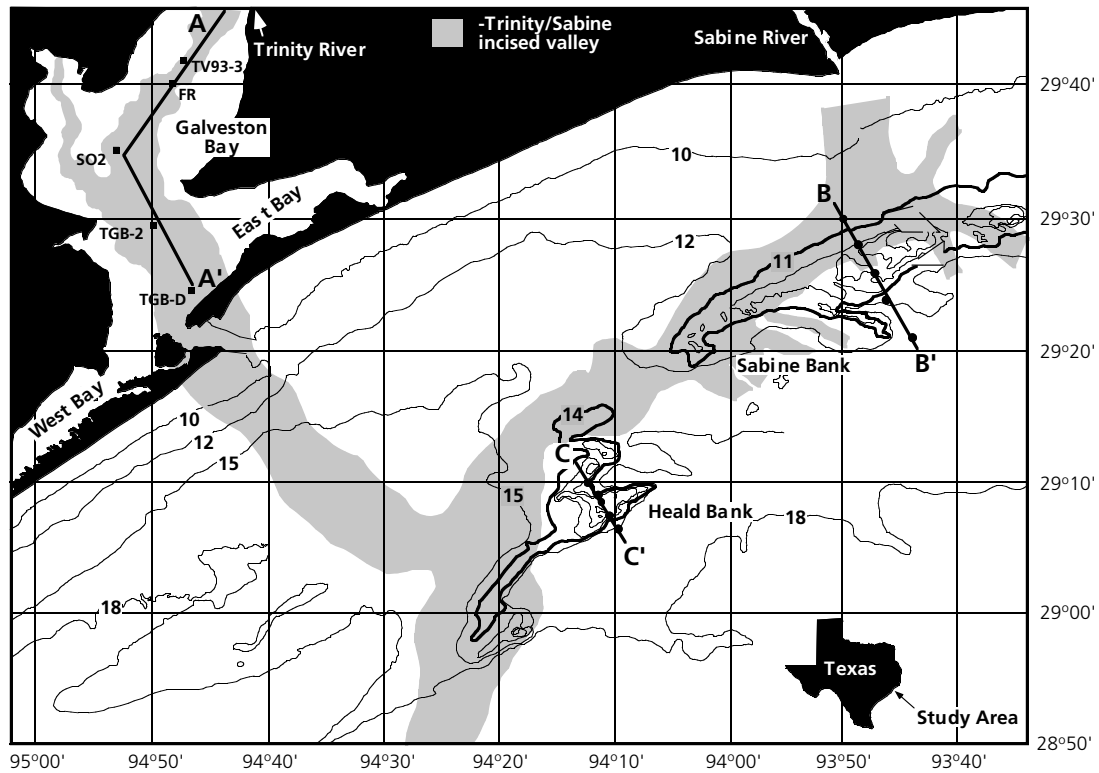 A
Trinity River
-Trinity/Sabine
incised valley
Sabine River
TV93-3
FR
29°40'
Galveston
Bay
SO2
10
B
29°30'
East Bay
TGB-2
12
11
A'
TGB-D
29°20'
Sabine Bank
B'
West Bay
10
12
15
14
C
29°10'
15
Heald Bank
18
C'
18
29°00'
Texas
Study Area
28°50'
95°00'
94°50'
94°40'
94°30'
94°20'
94°10'
94°00'
93°50'
93°40'